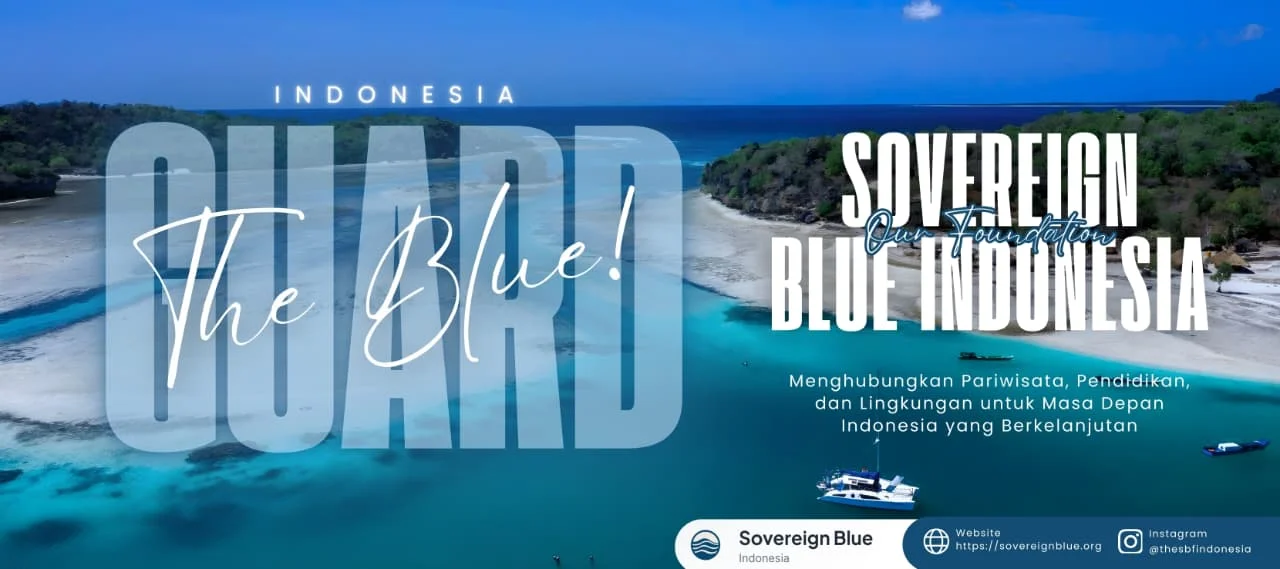 INDONESIA
GUARD
The Blue!
SOVEREIGN
Our Foundation
BLUE INDONESIA
Menghubungkan Pariwisata, Pendidikan,
dan Lingkungan untuk Masa Depan
Indonesia yang Berkelanjutan
Sovereign Blue
Indonesia
Website
https://sovereignblue.org
Instagram
@thesbfindonesia